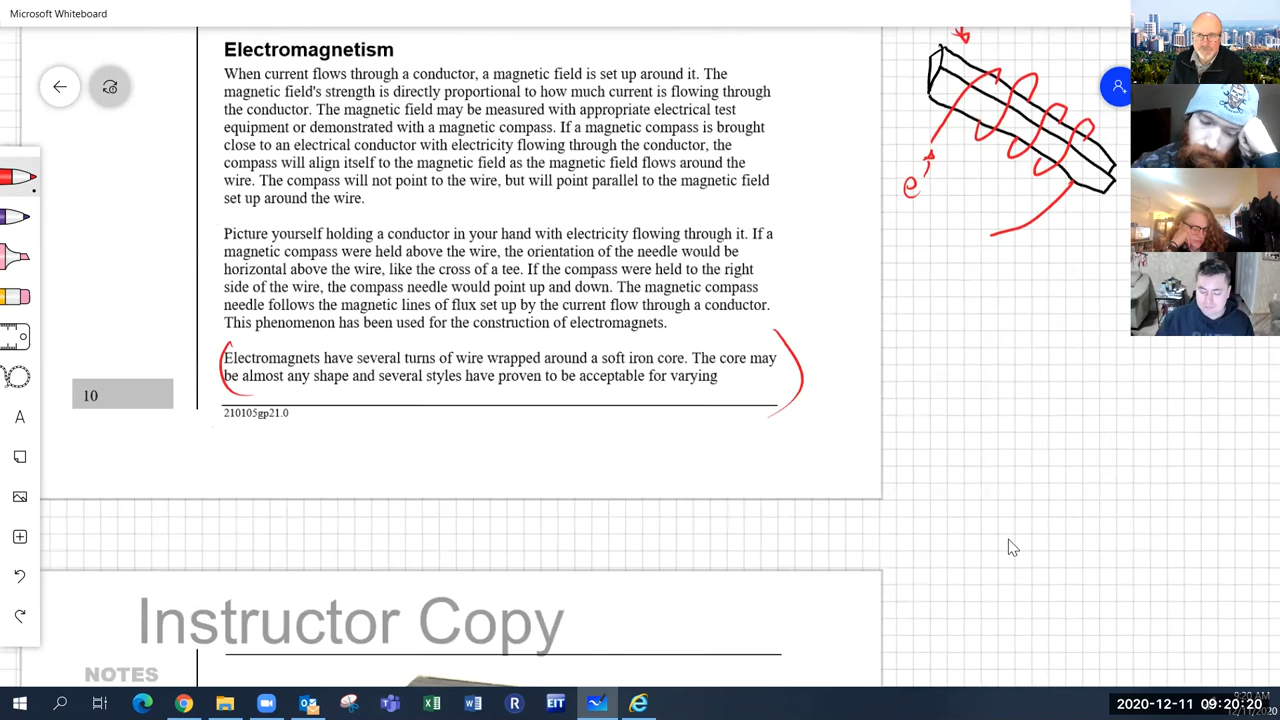 Microsoft Whiteboard
Electromagnetism
When current flows through a conductor, a magnetic field is set up around it. The
magnetic field's strength is directly proportional to how much current is flowing through
the conductor. The magnetic field may be measured with appropriate electrical test
equipment or demonstrated with a magnetic compass. If a magnetic compass is brought
close to an electrical conductor with electricity flowing through the conductor, the
compass will align itself to the magnetic field as the magnetic field flows around the
wire. The compass will not point to the wire, but will point parallel to the magnetic field
set up around the wire.
Picture yourself holding a conductor in your hand with electricity flowing through it. If a
magnetic compass were held above the wire, the orientation of the needle would be
horizontal above the wire, like the cross of a tee. If the compass were held to the right
side of the wire, the compass needle would point up and down. The magnetic compass
needle follows the magnetic lines of flux set up by the current flow through a conductor.
This phenomenon has been used for the construction of electromagnets.
Electromagnets have several turns of wire wrapped around a soft iron core. The core may
be almost any shape and several styles have proven to be acceptable for varying
10
210105gp21.0
e
Instructor Copy
NOTES
A
R
EIT
9:20 AM
2020-12-11 09:20:20
12/11/2020